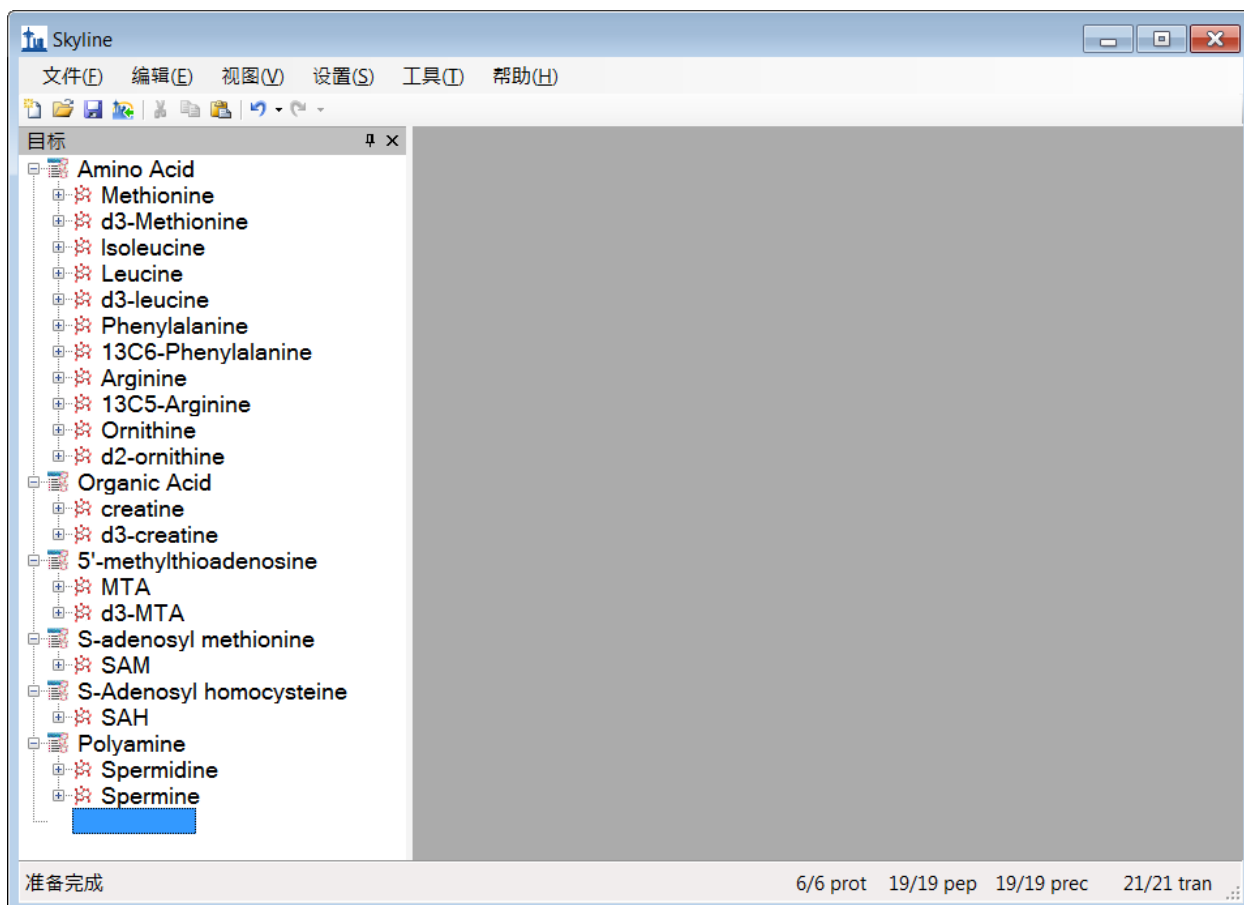 Skyline
文件(F) 编辑(E) 视图(V) 设置(S) 工具(T) 帮助(H)
目标
Amino Acid
Methionine
d3-Methionine
Isoleucine
Leucine
d3-leucine
Phenylalanine
13C6-Phenylalanine
Arginine
13C5-Arginine
Ornithine
d2-ornithine
Organic Acid
creatine
d3-creatine
5'-methylthioadenosine
MTA
d3-MTA
S-adenosyl methionine
SAM
S-Adenosyl homocysteine
SAH
Polyamine
Spermidine
Spermine
准备完成 6/6 prot 19/19 pep 19/19 prec 21/21 tran